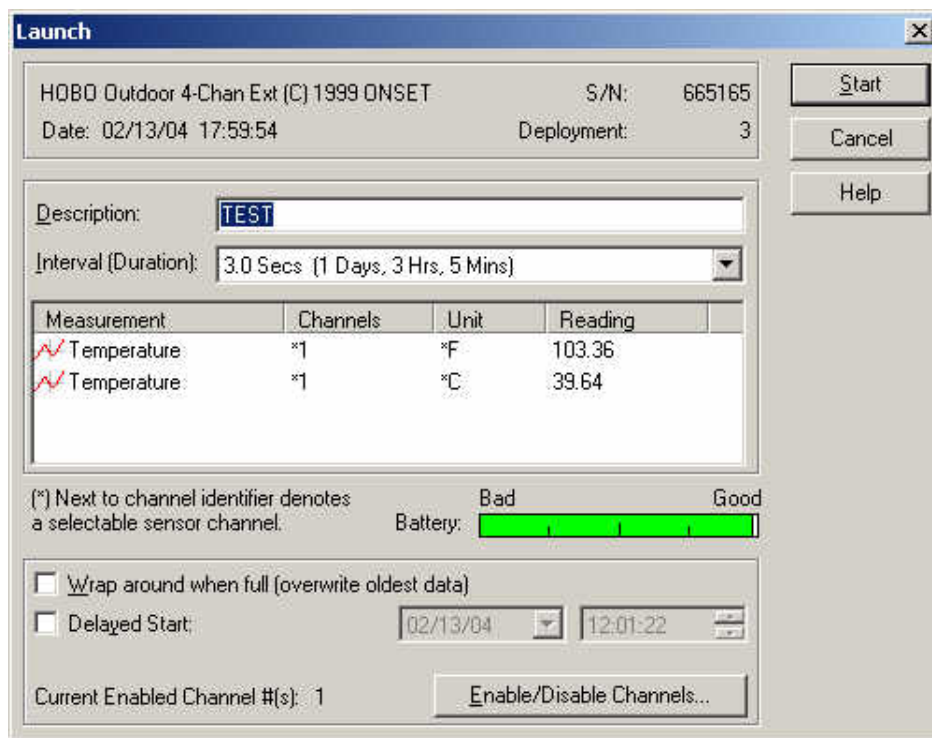 Launch
HOBO Outdoor 4-Chan Ext (C) 1999 ONSET S/N: 665165
Date: 02/13/04 17:59:54 Deployment: 3
Start
Cancel
Help
Description: TEST
Interval (Duration): 3.0 Secs (1 Days, 3 Hrs, 5 Mins)
Measurement Channels Unit Reading
Temperature *1 *F 103.36
Temperature *1 *C 39.64
(*) Next to channel identifier denotes
a selectable sensor channel.
Bad Good
Battery:
Wrap around when full (overwrite oldest data)
Delayed Start: 02/13/04 12:01:22
Current Enabled Channel #(s): 1 Enable/Disable Channels...